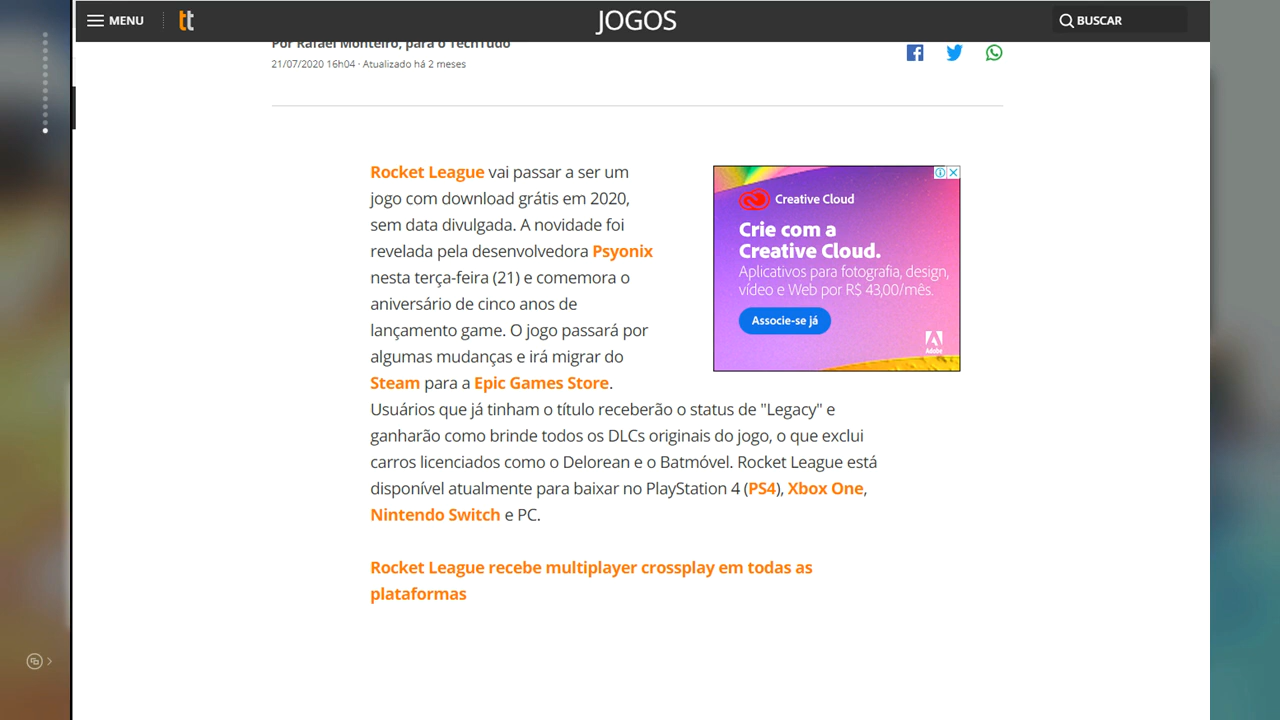 MENU
tt
JOGOS
BUSCAR
Por Rafael Monteiro, para o TechTudo
21/07/2020 16h04 · Atualizado há 2 meses
Rocket League vai passar a ser um
jogo com download grátis em 2020,
sem data divulgada. A novidade foi
revelada pela desenvolvedora Psyonix
nesta terça-feira (21) e comemora o
aniversário de cinco anos de
lançamento game. O jogo passará por
algumas mudanças e irá migrar do
Steam para a Epic Games Store.
Usuários que já tinham o título receberão o status de "Legacy" e
ganharão como brinde todos os DLCs originais do jogo, o que exclui
carros licenciados como o Delorean e o Batmóvel. Rocket League está
disponível atualmente para baixar no PlayStation 4 (PS4), Xbox One,
Nintendo Switch e PC.
Rocket League recebe multiplayer crossplay em todas as
plataformas
Creative Cloud
Crie com a
Creative Cloud.
Aplicativos para fotografia, design,
vídeo e Web por R$ 43,00/mês.
Associe-se já
Adobe